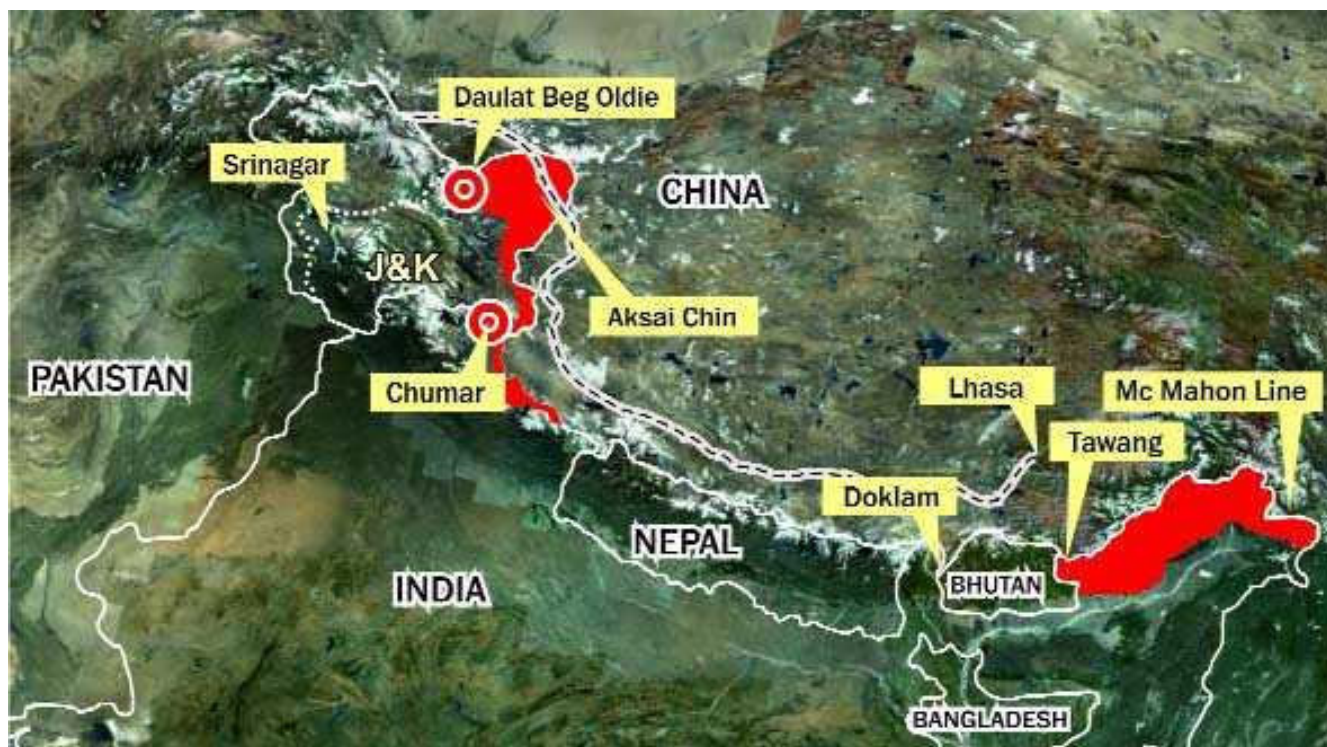 Daulat Beg Oldie
Srinagar
CHINA
J&K
Aksai Chin
PAKISTAN
Chumar
Lhasa
Mc Mahon Line
Tawang
Doklam
NEPAL
INDIA
BHUTAN
BANGLADESH